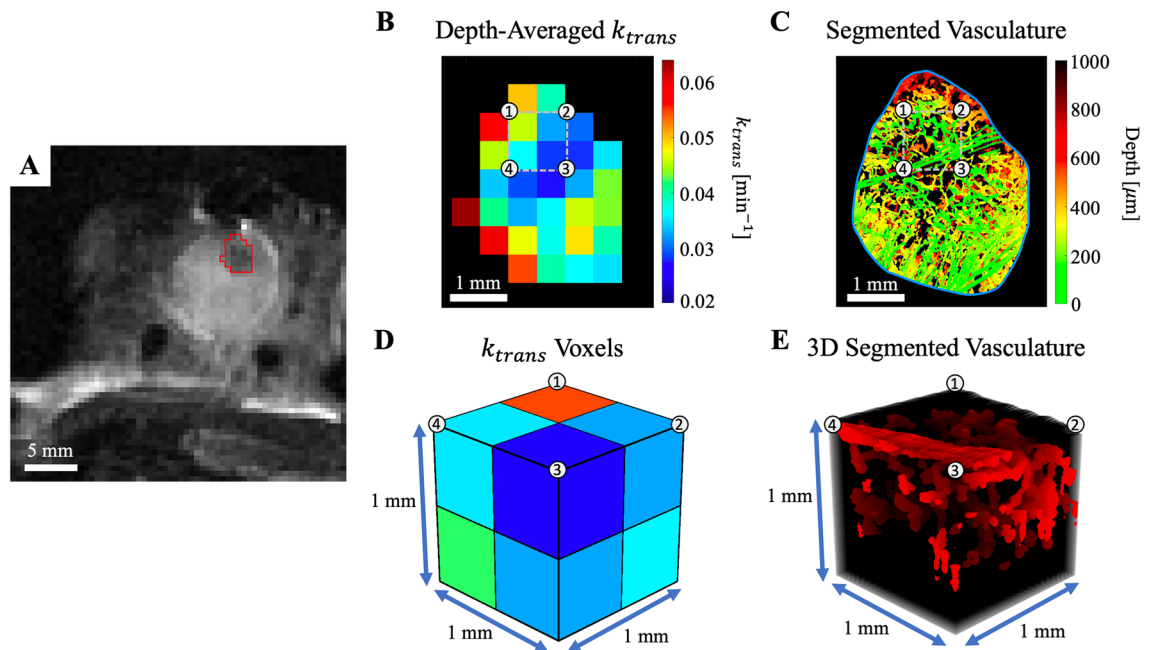 A
5 mm
B
Depth-Averaged k_trans
1
2
4
3
1 mm
0.06
0.05
0.04
0.03
0.02
k_trans [min⁻¹]
C
Segmented Vasculature
1
2
4
3
1 mm
1000
800
600
400
200
0
Depth [μm]
D
k_trans Voxels
1
4
2
3
1 mm
1 mm
1 mm
E
3D Segmented Vasculature
1
4
2
3
1 mm
1 mm
1 mm